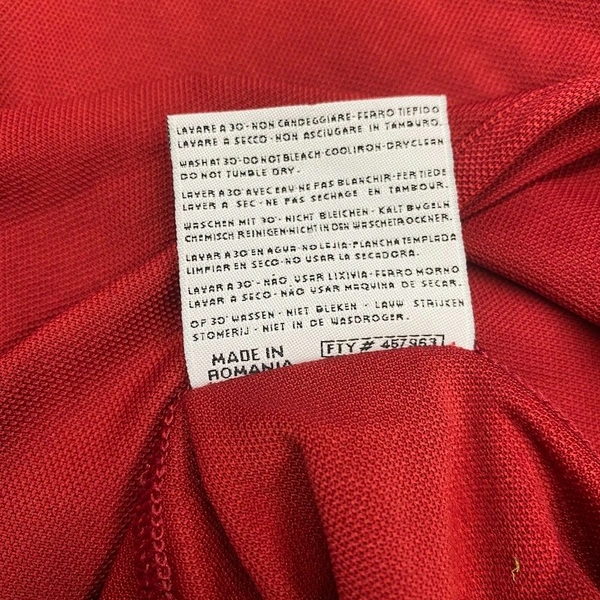 LAVARE A 30°-NON CANDEGGIARE-FERRO TIEPIDO
LAVARE A SECCO-NON ASCIUGARE IN TAMBURO.
WASH AT 30°-DO NOT BLEACH-COOL IRON-DRY CLEAN
DO NOT TUMBLE DRY.
LAVER A 30° AVEC EAU-NE PAS BLANCHIR-FER TIEDE
LAVER A SEC-NE PAS SECHAGE EN TAMBOUR.
WASCHEN MIT 30°-NICHT BLEICHEN-KALT BUGELN
CHEMISCH REINIGEN-NICHT IN DEN WASCHETROCKNER.
LAVAR A 30°EN AGUA-NO LEJIA-PLANCHA TEMPLADA
LIMPIAR EN SECO-NO USAR LA SECADORA.
LAVAR A 30°-NÃO USAR LIXIVIA-FERRO MORNO
LAVAR A SECO-NÃO USAR MAQUINA DE SECAR.
OP 30°WASSEN-NIET BLEKEN-LAUW STRIJKEN
STOMERIJ-NIET IN DE WASDROGER.
MADE IN
ROMANIA
FTY # 457963